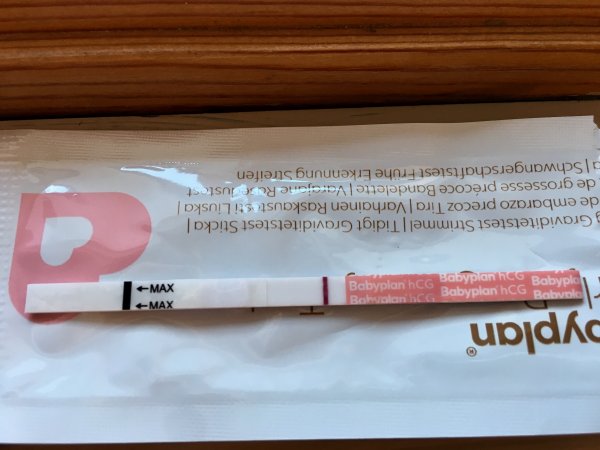 ←MAX
←MAX
Babyplan hCG Babyplan hCG Babyplan
Babyplan hCG Babyplan hCG Babyplan
byplan®
Graviditetstest Strimmel | Tidigt Graviditetstest Sticka |
de embarazo precoz Tira | Varhainen Raskaustesti Liuska |
de grossesse précoce Bandelette | Varajane Rasedustest
| Schwangerschaftstest Frühe Erkennung Streifen